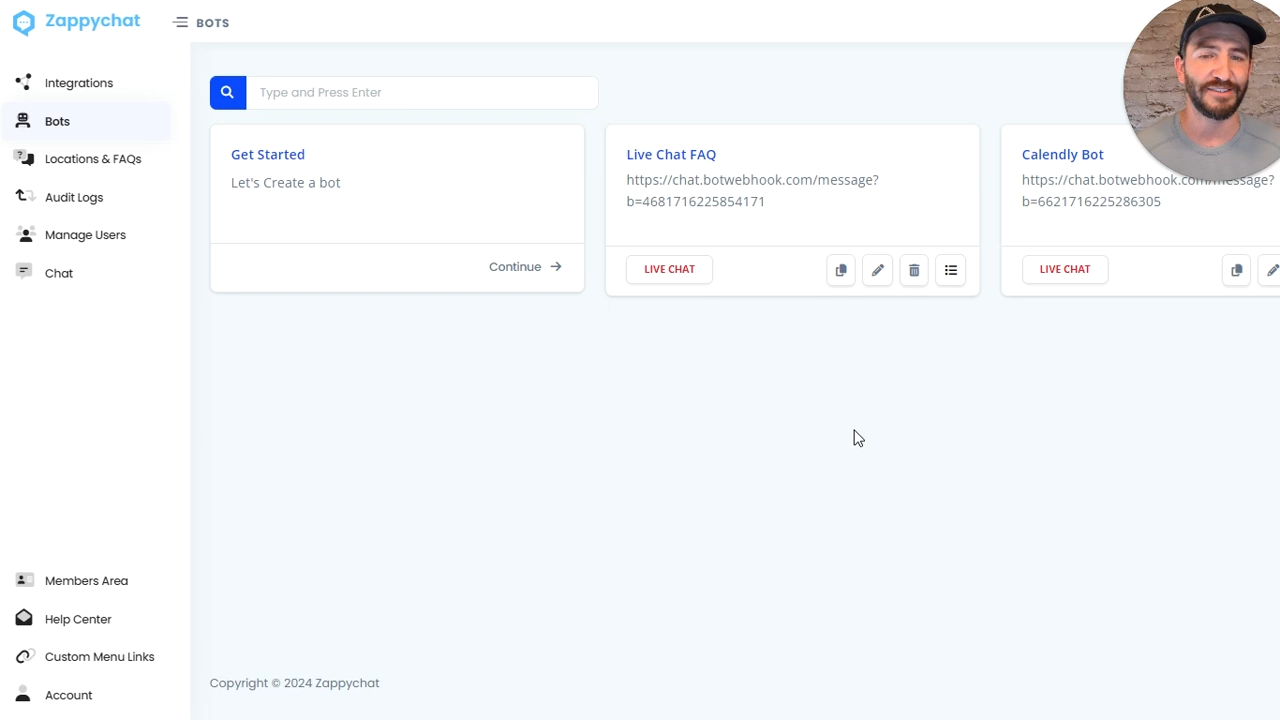 Zappychat
BOTS
Integrations
Bots
Locations & FAQs
Audit Logs
Manage Users
Chat
Members Area
Help Center
Custom Menu Links
Account
Type and Press Enter
Get Started
Let's Create a bot
Continue
Live Chat FAQ
https://chat.botwebhook.com/message?
b=4681716225854171
LIVE CHAT
Calendly Bot
https://chat.botwebhook.com/message?
b=6621716225286305
LIVE CHAT
Copyright © 2024 Zappychat